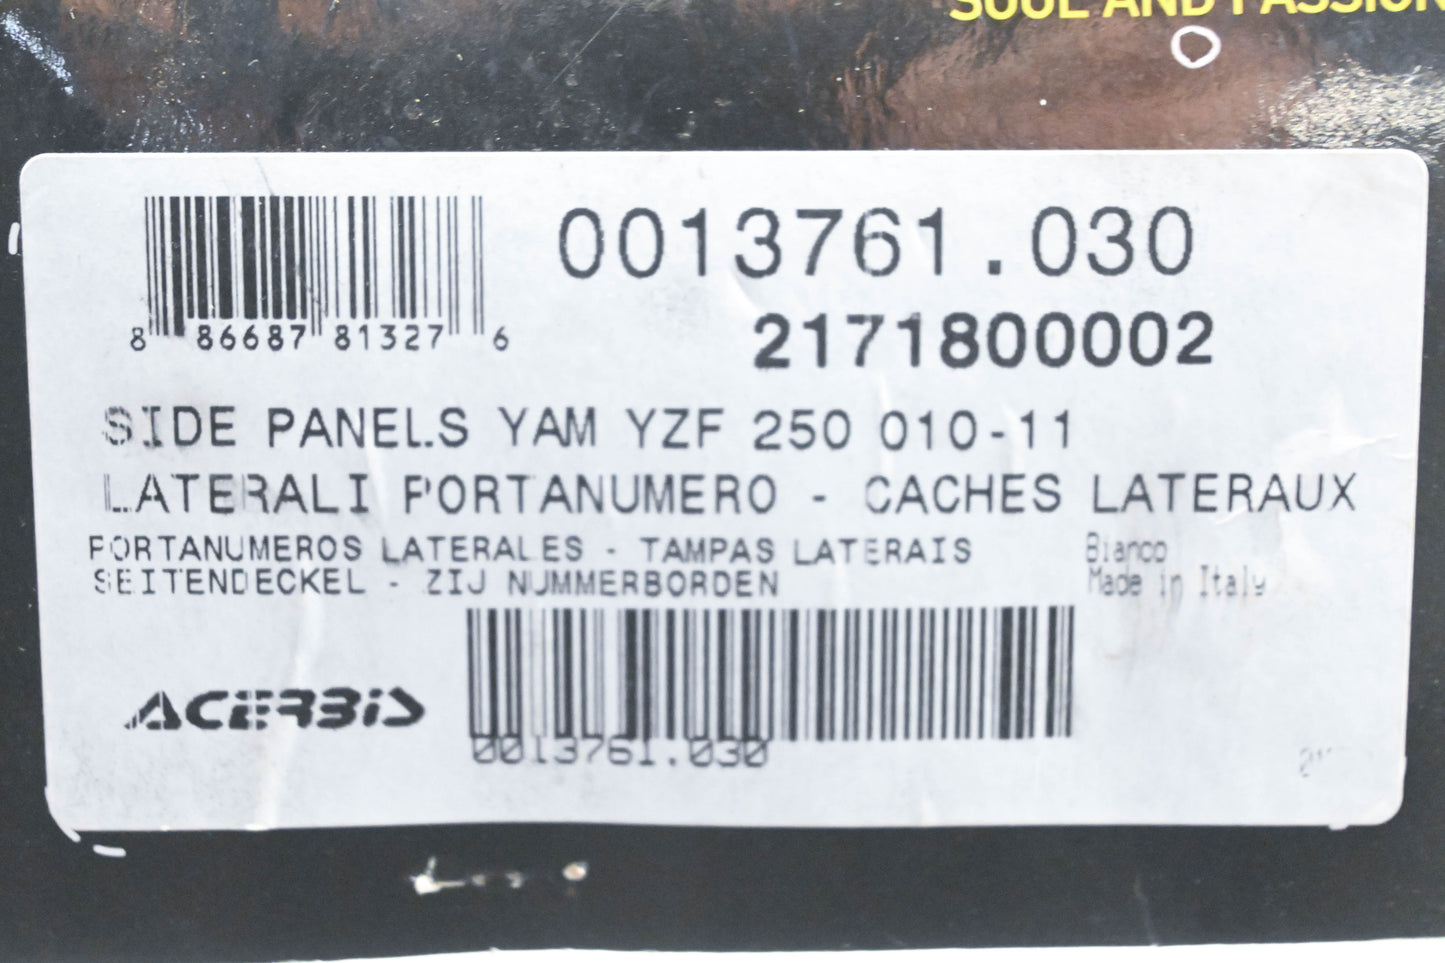 SOUL AND PASSION
0013761.030
8 86687 81327 6
2171800002
SIDE PANELS YAM YZF 250 010-11
LATERALI PORTANUMERO - CACHES LATERAUX
PORTANUMEROS LATERALES - TAMPAS LATERAIS
Bianco
SEITENDECKEL - ZIJ NUMMERBORDEN
Made in Italy
ACERBIS
0013761.030